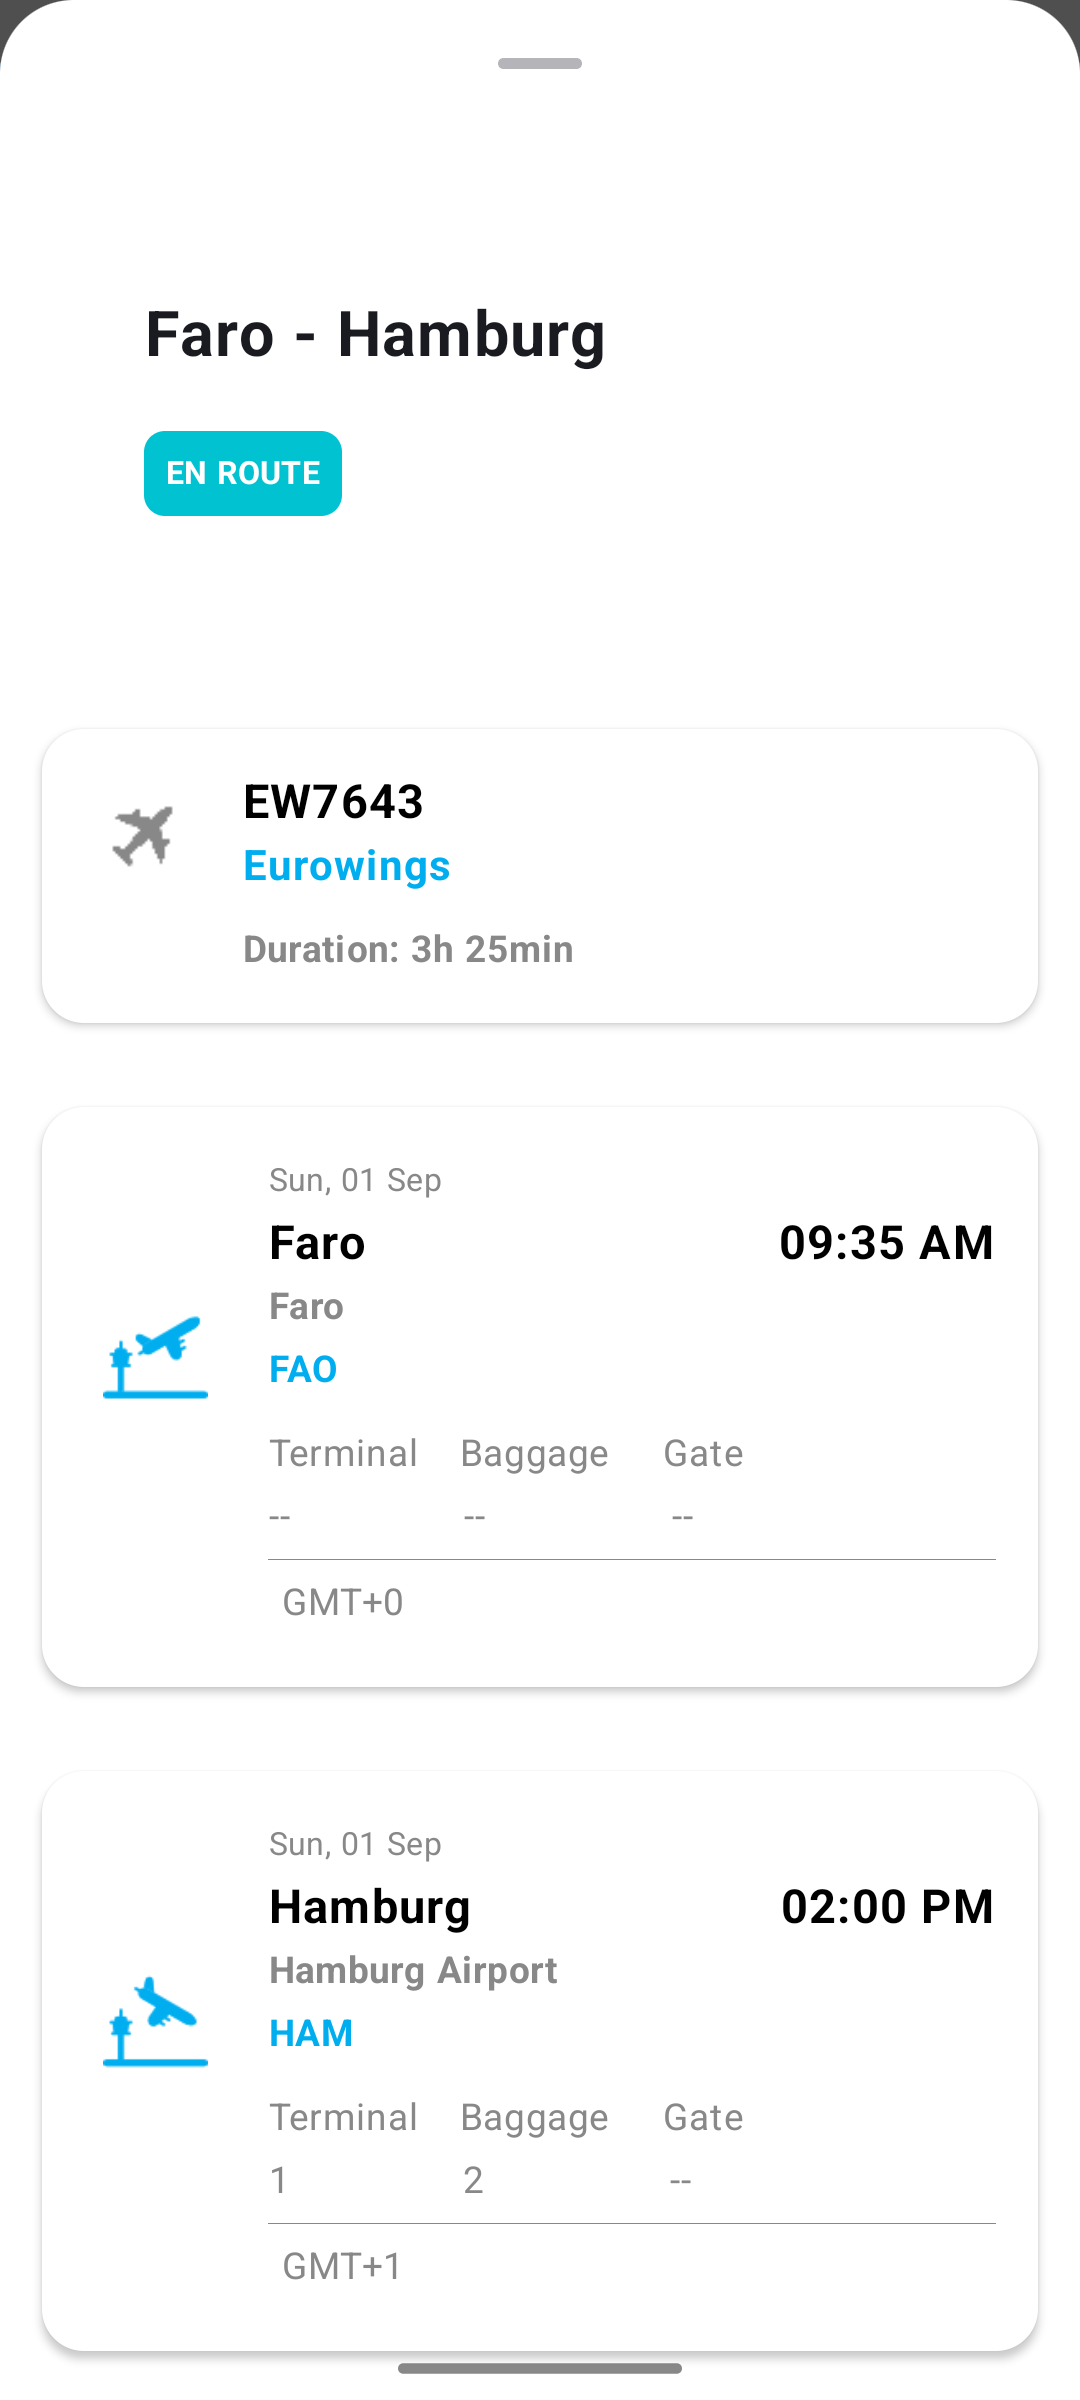 Faro - Hamburg
EN ROUTE
EW7643
Eurowings
Duration: 3h 25min
Sun, 01 Sep
Faro 09:35 AM
Faro
FAO
Terminal Baggage Gate
-- -- --
GMT+0
Sun, 01 Sep
Hamburg 02:00 PM
Hamburg Airport
HAM
Terminal Baggage Gate
1 2 --
GMT+1